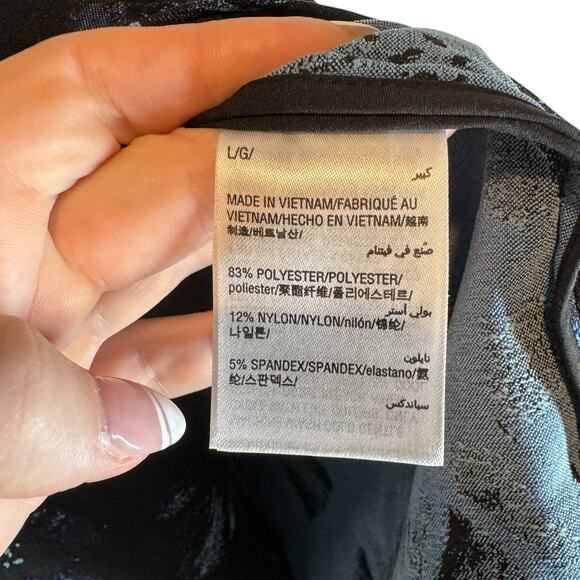 L/G/
كبير
MADE IN VIETNAM/FABRIQUÉ AU
VIETNAM/HECHO EN VIETNAM/越南
制造/베트남산/
صُنع في فيتنام
83% POLYESTER/POLYESTER/
poliester/聚酯纤维/폴리에스테르/
بولي أستر
12% NYLON/NYLON/nilón/锦纶/
나일론/
نايلون
5% SPANDEX/SPANDEX/elastano/氨
纶/스판덱스/
سباندكس